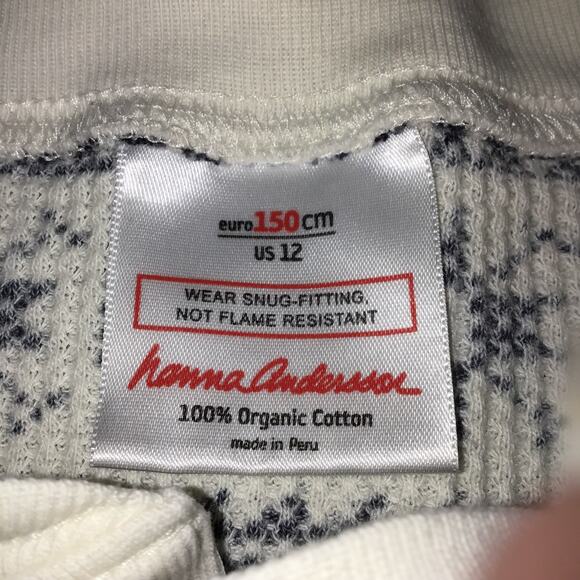 euro150cm
US 12
WEAR SNUG-FITTING,
NOT FLAME RESISTANT
hanna Andersson
100% Organic Cotton
made in Peru